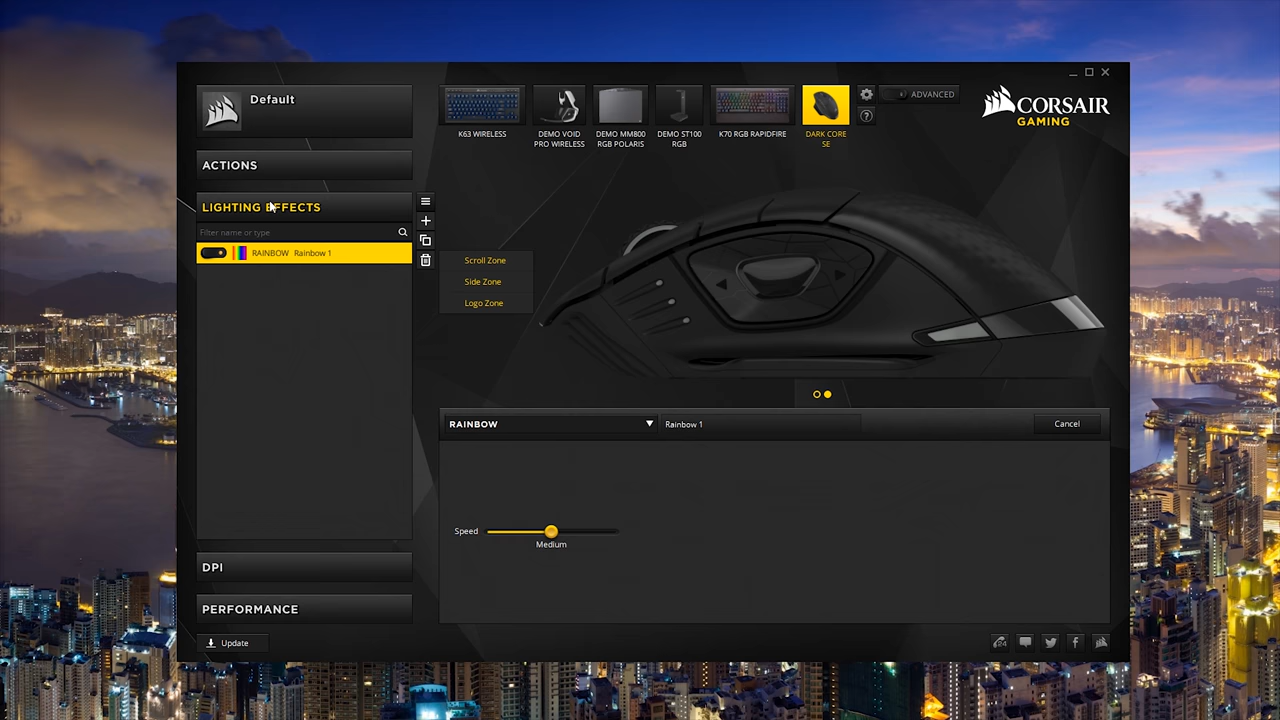 Default
ACTIONS
LIGHTING EFFECTS
Filter name or type
RAINBOW Rainbow 1
DPI
PERFORMANCE
Update
K63 WIRELESS
DEMO VOID
PRO WIRELESS
DEMO MM800
RGB POLARIS
DEMO ST100
RGB
K70 RGB RAPIDFIRE
DARK CORE
SE
?
ADVANCED
CORSAIR
GAMING
Scroll Zone
Side Zone
Logo Zone
RAINBOW
Rainbow 1
Cancel
Speed
Medium
24